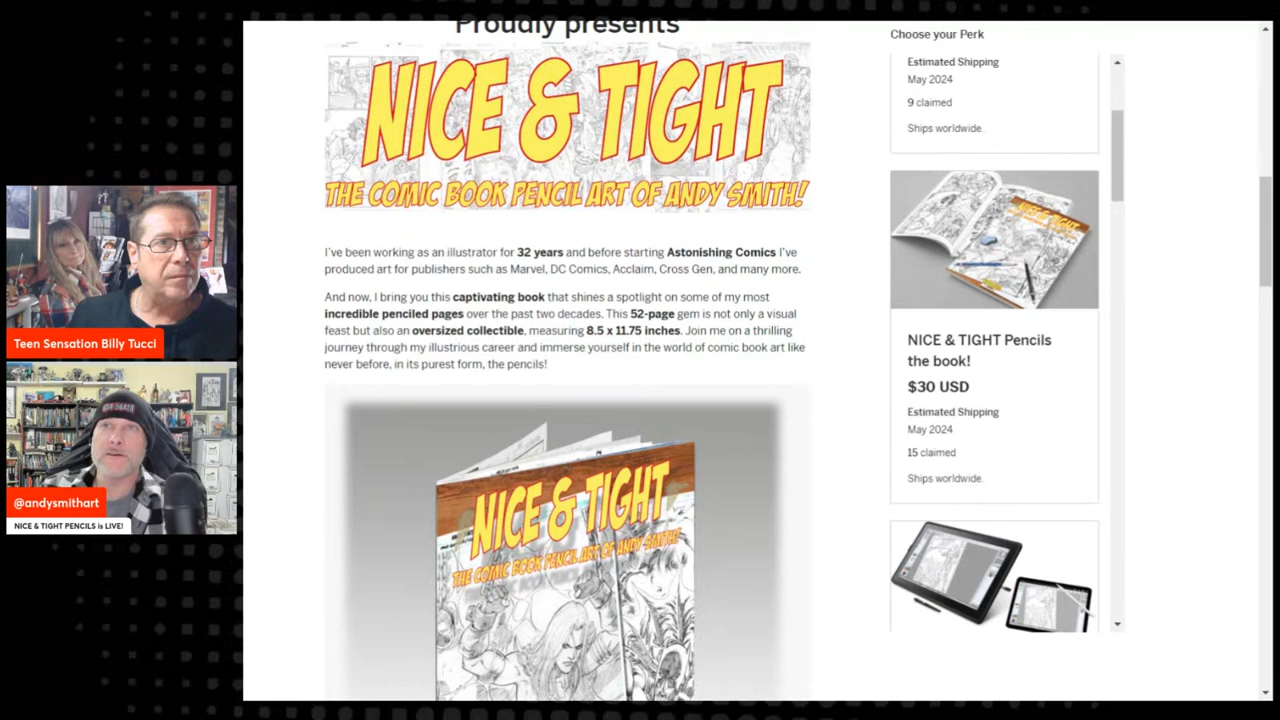 Proudly presents
NICE & TIGHT
THE COMIC BOOK PENCIL ART OF ANDY SMITH!
I've been working as an illustrator for 32 years and before starting Astonishing Comics I've
produced art for publishers such as Marvel, DC Comics, Acclaim, Cross Gen, and many more.
And now, I bring you this captivating book that shines a spotlight on some of my most
incredible penciled pages over the past two decades. This 52-page gem is not only a visual
feast but also an oversized collectible, measuring 8.5 x 11.75 inches. Join me on a thrilling
journey through my illustrious career and immerse yourself in the world of comic book art like
never before, in its purest form, the pencils!
NICE & TIGHT
THE COMIC BOOK PENCIL ART OF ANDY SMITH!
Choose your Perk
Estimated Shipping
May 2024
9 claimed
Ships worldwide.
NICE & TIGHT
NICE & TIGHT Pencils
the book!
$30 USD
Estimated Shipping
May 2024
15 claimed
Ships worldwide.
Teen Sensation Billy Tucci
@andysmithart
NICE & TIGHT PENCILS is LIVE!